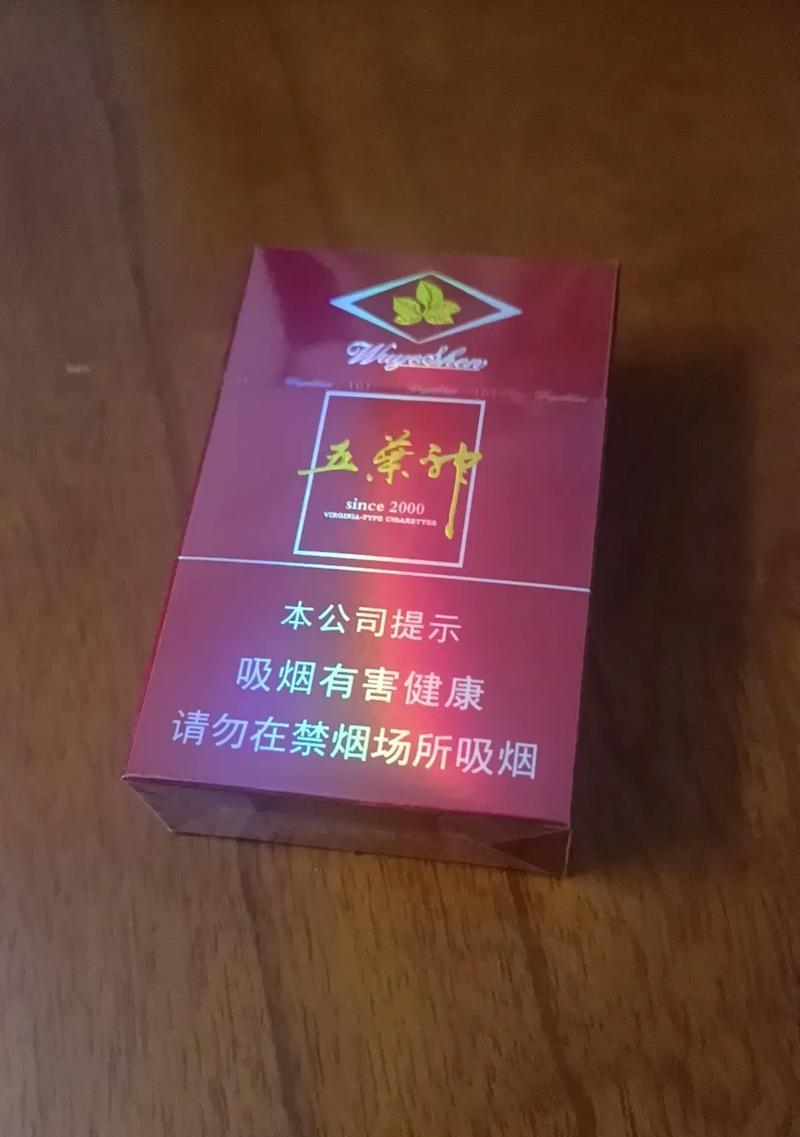 WuyeShen
五葉神
since 2000
VIRGINIA-TYPE CIGARETTES
本公司提示
吸烟有害健康
请勿在禁烟场所吸烟